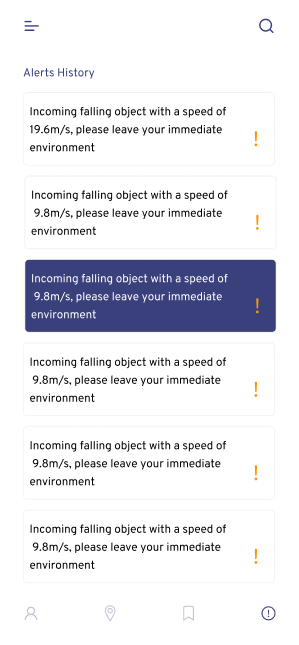 Alerts History
Incoming falling object with a speed of
19.6m/s, please leave your immediate
environment
!
Incoming falling object with a speed of
9.8m/s, please leave your immediate
environment
!
Incoming falling object with a speed of
9.8m/s, please leave your immediate
environment
!
Incoming falling object with a speed of
9.8m/s, please leave your immediate
environment
!
Incoming falling object with a speed of
9.8m/s, please leave your immediate
environment
!
Incoming falling object with a speed of
9.8m/s, please leave your immediate
environment
!